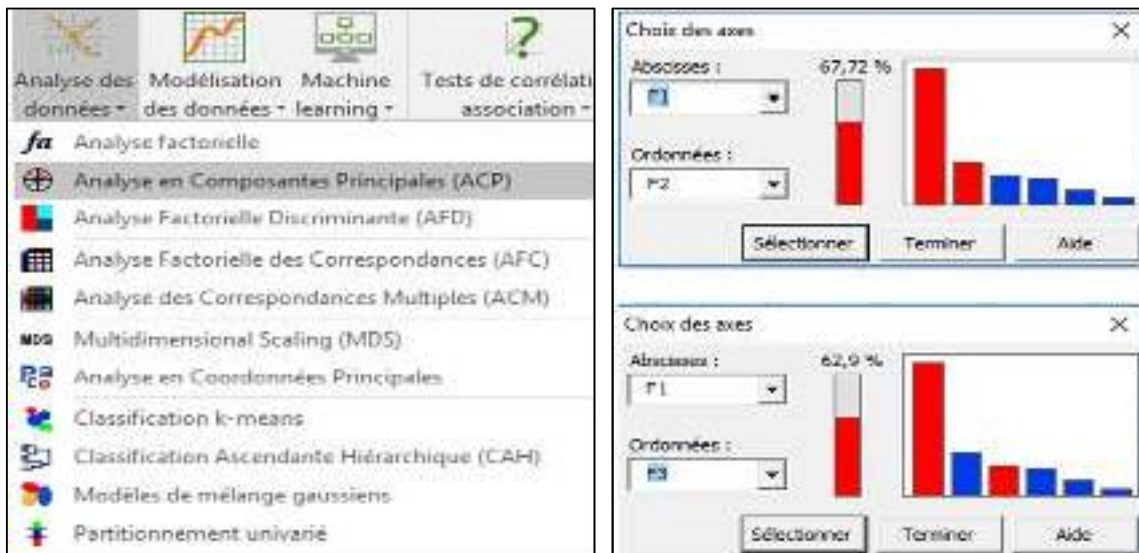 Analyse des Modélisation Machine Tests de corrélati
données des données learning association
fa Analyse factorielle
Analyse en Composantes Principales (ACP)
Analyse Factorielle Discriminante (AFD)
Analyse Factorielle des Correspondances (AFC)
Analyse des Correspondances Multiples (ACM)
MDS Multidimensional Scaling (MDS)
Analyse en Coordonnées Principales
Classification k-means
Classification Ascendante Hiérarchique (CAH)
Modèles de mélange gaussiens
Partitionnement univarié
Choix des axes
Abscisses : 67,72 %
F1
Ordonnées :
F2
Sélectionner Terminer Aide
Choix des axes
Abscisses : 62,9 %
F1
Ordonnées :
F3
Sélectionner Terminer Aide